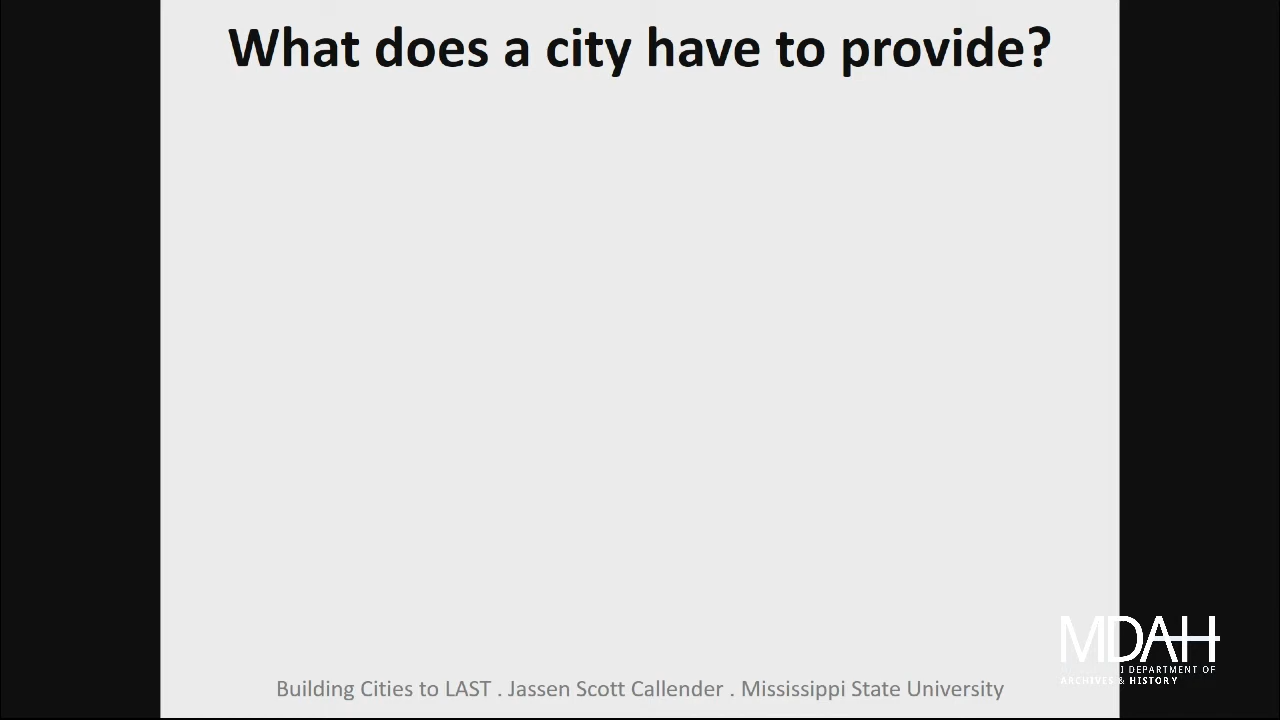 What does a city have to provide?
Building Cities to LAST . Jassen Scott Callender . Mississippi State University
MDAH
DEPARTMENT OF
ARCHIVES & HISTORY